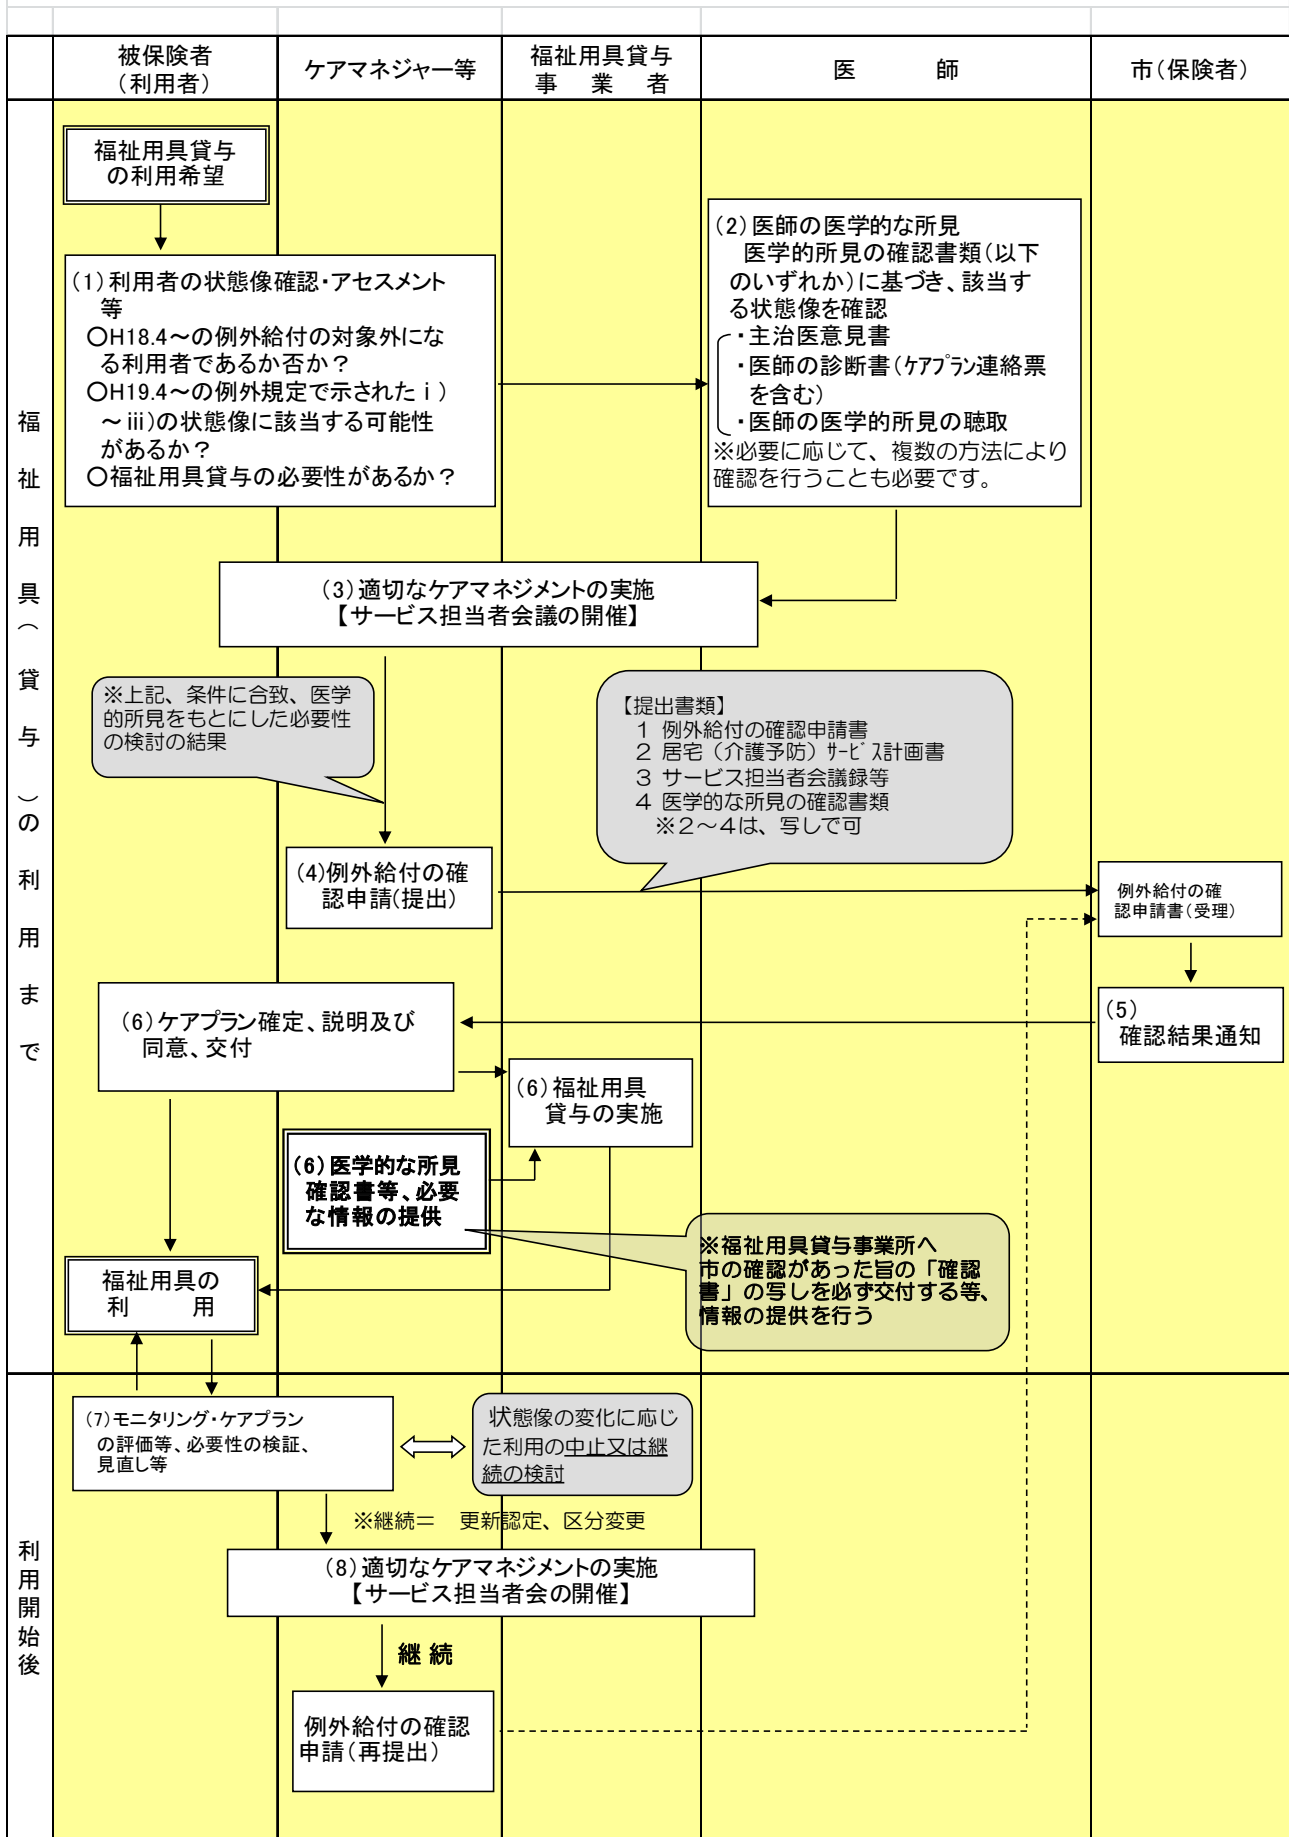 被保険者
（利用者）
ケアマネジャー等
福祉用具貸与
事　業　者
医　　　師
市（保険者）
福祉用具（貸与）の利用まで
福祉用具貸与
の利用希望
(1)利用者の状態像確認・アセスメント
等
○H18.4～の例外給付の対象外にな
る利用者であるか否か？
○H19.4～の例外規定で示されたⅰ)
～ⅲ)の状態像に該当する可能性
があるか？
○福祉用具貸与の必要性があるか？
(2)医師の医学的な所見
医学的所見の確認書類(以下
のいずれか)に基づき、該当す
る状態像を確認
・主治医意見書
・医師の診断書(ケアプラン連絡票
を含む)
・医師の医学的所見の聴取
※必要に応じて、複数の方法により
確認を行うことも必要です。
(3)適切なケアマネジメントの実施
【サービス担当者会議の開催】
※上記、条件に合致、医学
的所見をもとにした必要性
の検討の結果
【提出書類】
１ 例外給付の確認申請書
２ 居宅（介護予防）ｻｰﾋﾞｽ計画書
３ サービス担当者会議録等
４ 医学的な所見の確認書類
※２～４は、写しで可
(4)例外給付の確
認申請(提出)
例外給付の確
認申請書(受理)
(5)
確認結果通知
(6)ケアプラン確定、説明及び
同意、交付
(6)福祉用具
貸与の実施
(6)医学的な所見
確認書等、必要
な情報の提供
※福祉用具貸与事業所へ
市の確認があった旨の「確認
書」の写しを必ず交付する等、
情報の提供を行う
福祉用具の
利　　　用
利用開始後
(7)モニタリング・ケアプラン
の評価等、必要性の検証、
見直し等
状態像の変化に応じ
た利用の中止又は継
続の検討
※継続＝　更新認定、区分変更
(8)適切なケアマネジメントの実施
【サービス担当者会の開催】
継 続
例外給付の確認
申請(再提出)